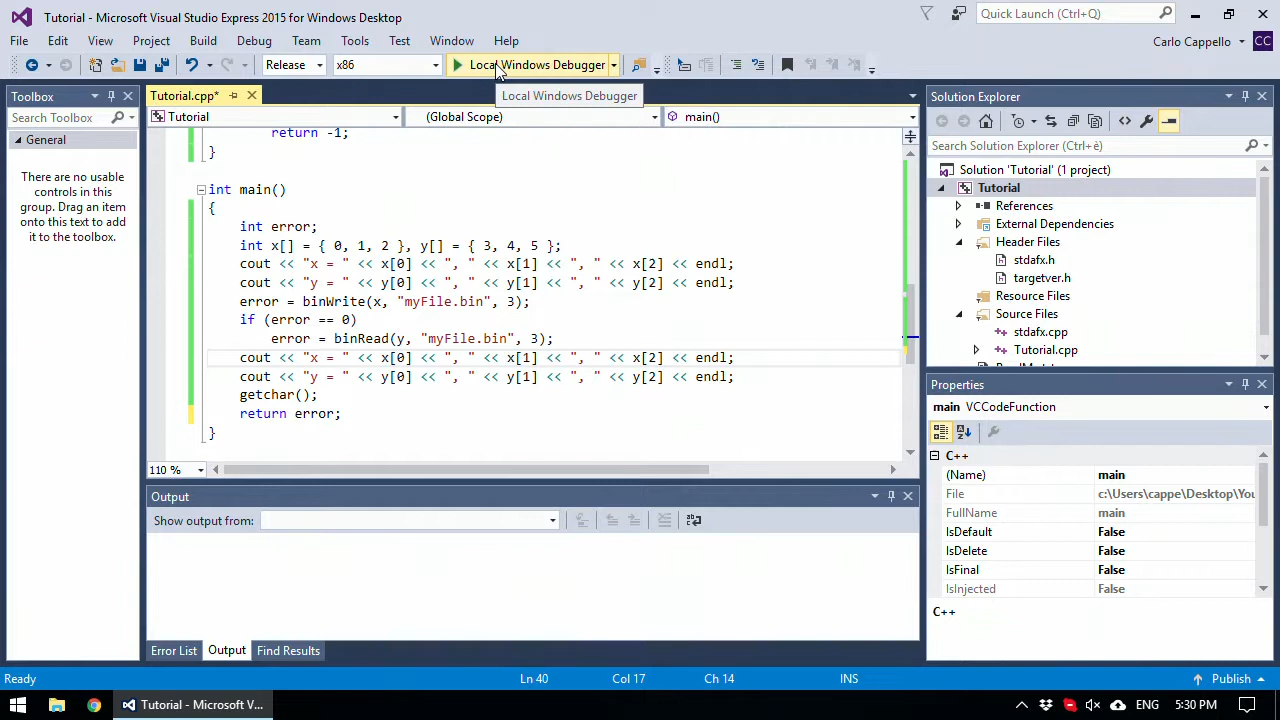 Tutorial - Microsoft Visual Studio Express 2015 for Windows Desktop
Quick Launch (Ctrl+Q)
File Edit View Project Build Debug Team Tools Test Window Help
Carlo Cappello CC
Release x86 Local Windows Debugger
Local Windows Debugger
Toolbox
Search Toolbox
General
There are no usable
controls in this
group. Drag an item
onto this text to add
it to the toolbox.
Tutorial.cpp*
Tutorial (Global Scope) main()
return -1;
}
int main()
{
int error;
int x[] = { 0, 1, 2 }, y[] = { 3, 4, 5 };
cout << "x = " << x[0] << ", " << x[1] << ", " << x[2] << endl;
cout << "y = " << y[0] << ", " << y[1] << ", " << y[2] << endl;
error = binWrite(x, "myFile.bin", 3);
if (error == 0)
error = binRead(y, "myFile.bin", 3);
cout << "x = " << x[0] << ", " << x[1] << ", " << x[2] << endl;
cout << "y = " << y[0] << ", " << y[1] << ", " << y[2] << endl;
getchar();
return error;
}
110 %
Output
Show output from:
Error List Output Find Results
Solution Explorer
Search Solution Explorer (Ctrl+è)
Solution 'Tutorial' (1 project)
Tutorial
References
External Dependencies
Header Files
stdafx.h
targetver.h
Resource Files
Source Files
stdafx.cpp
Tutorial.cpp
Properties
main VCCodeFunction
C++
(Name) main
File c:\Users\cappe\Desktop\You
FullName main
IsDefault False
IsDelete False
IsFinal False
IsInjected False
C++
Ready Ln 40 Col 17 Ch 14 INS Publish
Tutorial - Microsoft V... ENG 5:30 PM